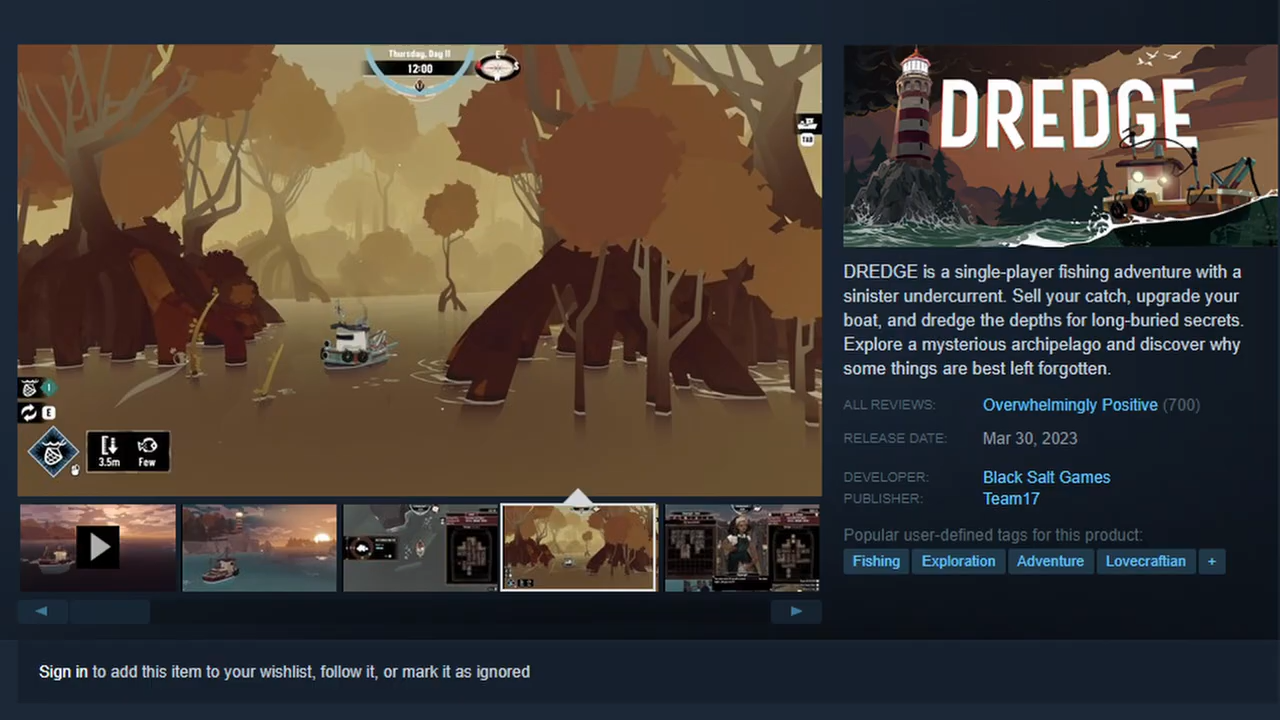 Thursday, Day 11
12:00
E
S
TAB
1
E
3.5m
Few
DREDGE
DREDGE is a single-player fishing adventure with a
sinister undercurrent. Sell your catch, upgrade your
boat, and dredge the depths for long-buried secrets.
Explore a mysterious archipelago and discover why
some things are best left forgotten.
ALL REVIEWS: Overwhelmingly Positive (700)
RELEASE DATE: Mar 30, 2023
DEVELOPER: Black Salt Games
PUBLISHER: Team17
Popular user-defined tags for this product:
Fishing Exploration Adventure Lovecraftian +
Sign in to add this item to your wishlist, follow it, or mark it as ignored